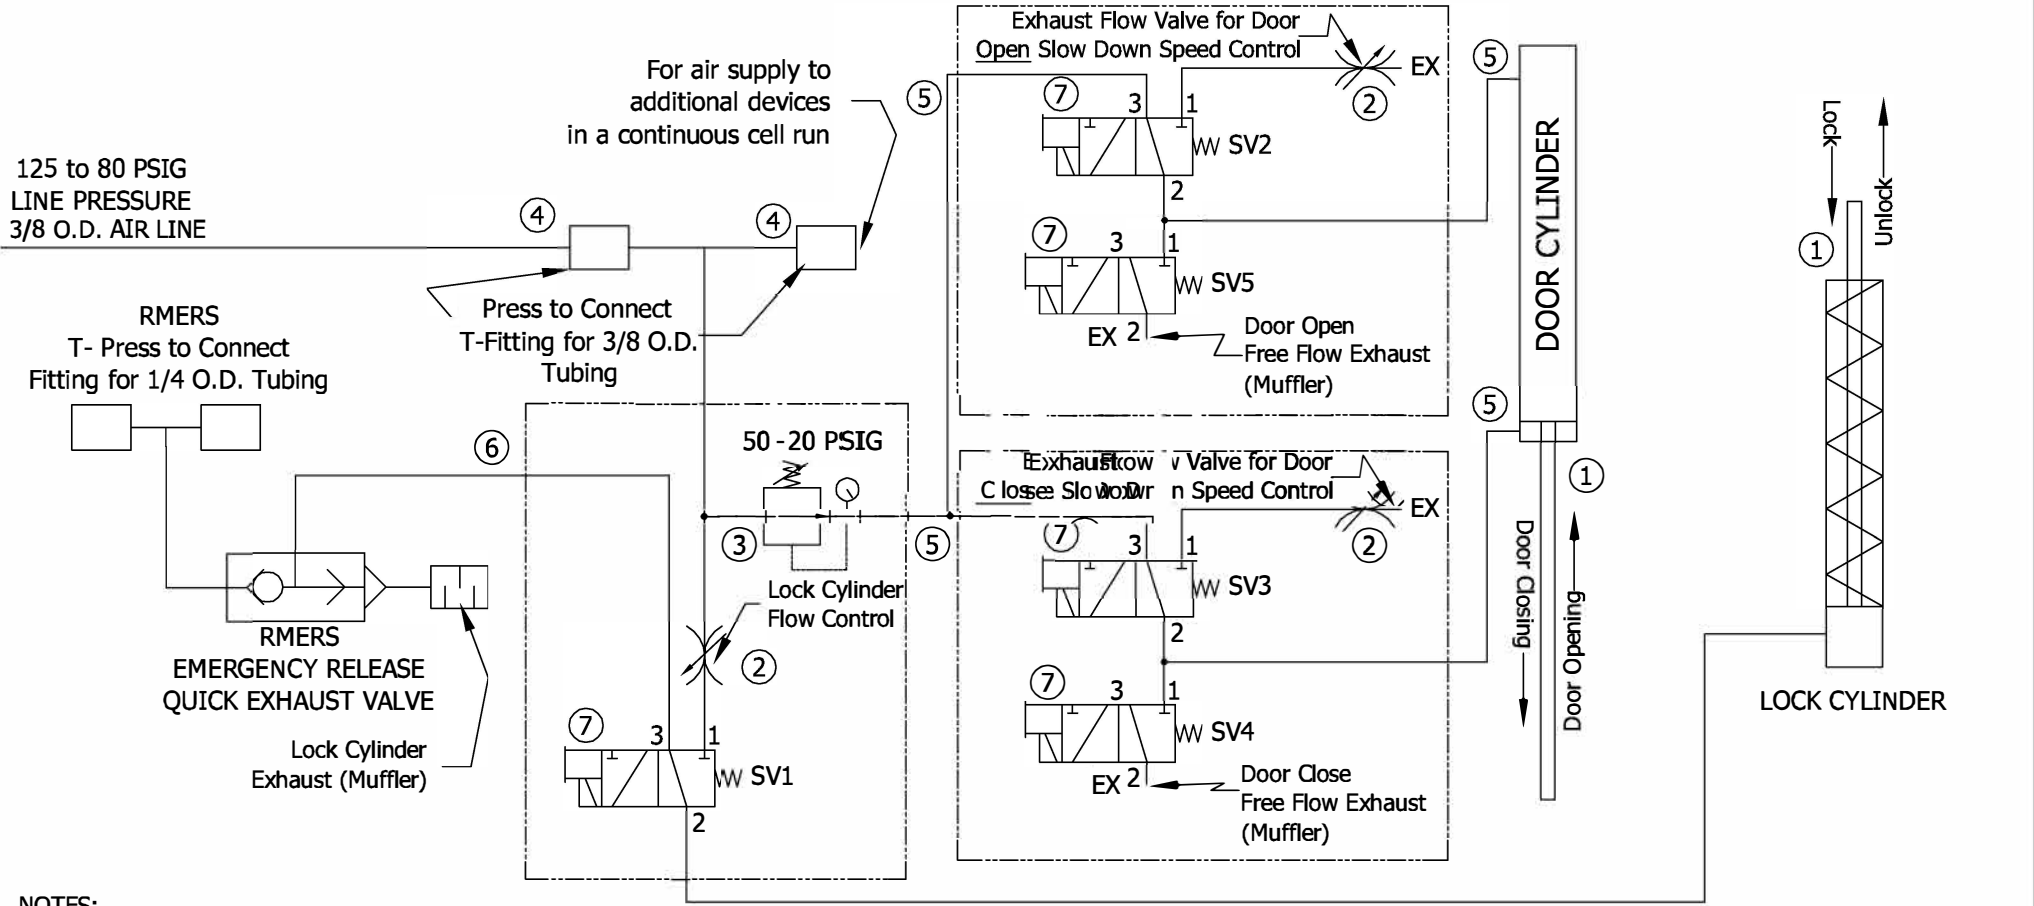 125 to 80 PSIG
LINE PRESSURE
3/8 O.D. AIR LINE
For air supply to
additional devices
in a continuous cell run
4
4
Press to Connect
T-Fitting for 3/8 O.D.
Tubing
RMERS
T- Press to Connect
Fitting for 1/4 O.D. Tubing
6
RMERS
EMERGENCY RELEASE
QUICK EXHAUST VALVE
Lock Cylinder
Exhaust (Muffler)
50 - 20 PSIG
3
5
Lock Cylinder
Flow Control
2
7
3
1
SV1
2
5
Exhaust Flow Valve for Door
Open Slow Down Speed Control
EX
2
7
3
1
SV2
2
7
3
1
SV5
EX 2
Door Open
Free Flow Exhaust
(Muffler)
Valve for Door
Speed Control
EX
2
7
3
1
SV3
2
7
3
1
SV4
EX 2
Door Close
Free Flow Exhaust
(Muffler)
5
DOOR CYLINDER
5
1
Door Closing
Door Opening
Lock
Unlock
1
LOCK CYLINDER
NOTES: